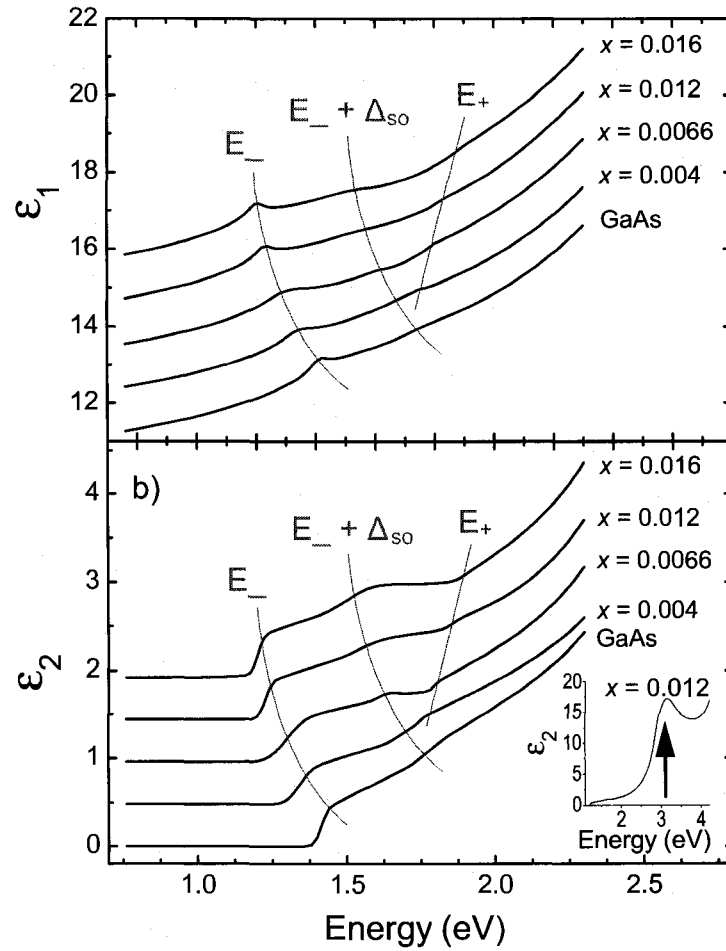 22
20
18
16
14
12
ε₁
E_
E_ + Δso
E+
x = 0.016
x = 0.012
x = 0.0066
x = 0.004
GaAs
b)
4
3
2
1
0
ε₂
E_
E_ + Δso
E+
x = 0.016
x = 0.012
x = 0.0066
x = 0.004
GaAs
x = 0.012
20
15
10
5
0
ε₂
2 3 4
Energy (eV)
1.0 1.5 2.0 2.5
Energy (eV)